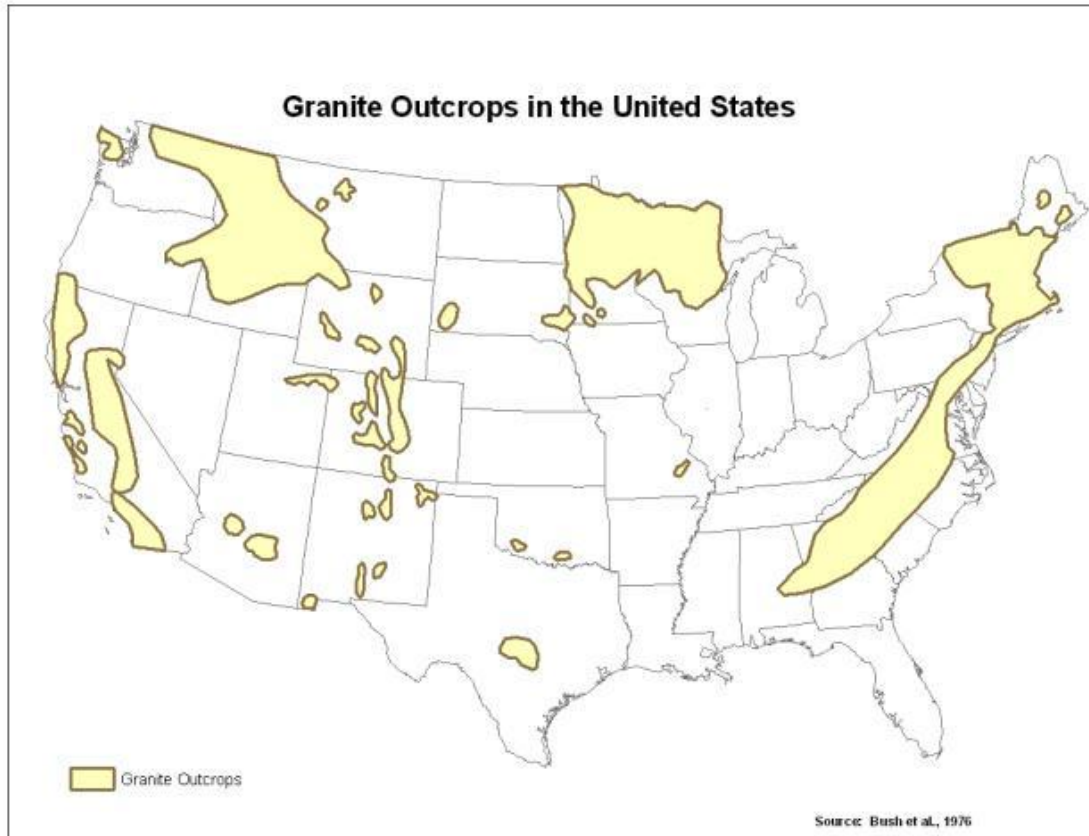 Granite Outcrops in the United States
Granite Outcrops
Source: Bush et al., 1976